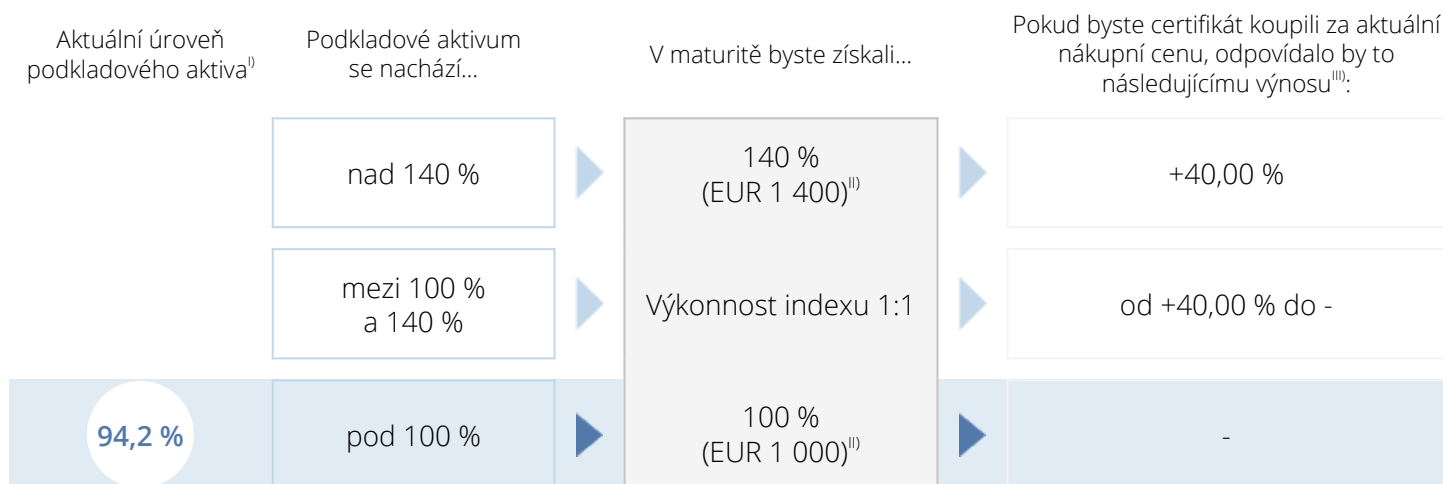 Aktuální úroveň
podkladového aktiva^I)
Podkladové aktivum
se nachází...
V maturitě byste získali...
Pokud byste certifikát koupili za aktuální
nákupní cenu, odpovídalo by to
následujícímu výnosu^III):
nad 140 %
140 %
(EUR 1 400)^II)
+40,00 %
mezi 100 %
a 140 %
Výkonnost indexu 1:1
od +40,00 % do -
94,2 %
pod 100 %
100 %
(EUR 1 000)^II)
-